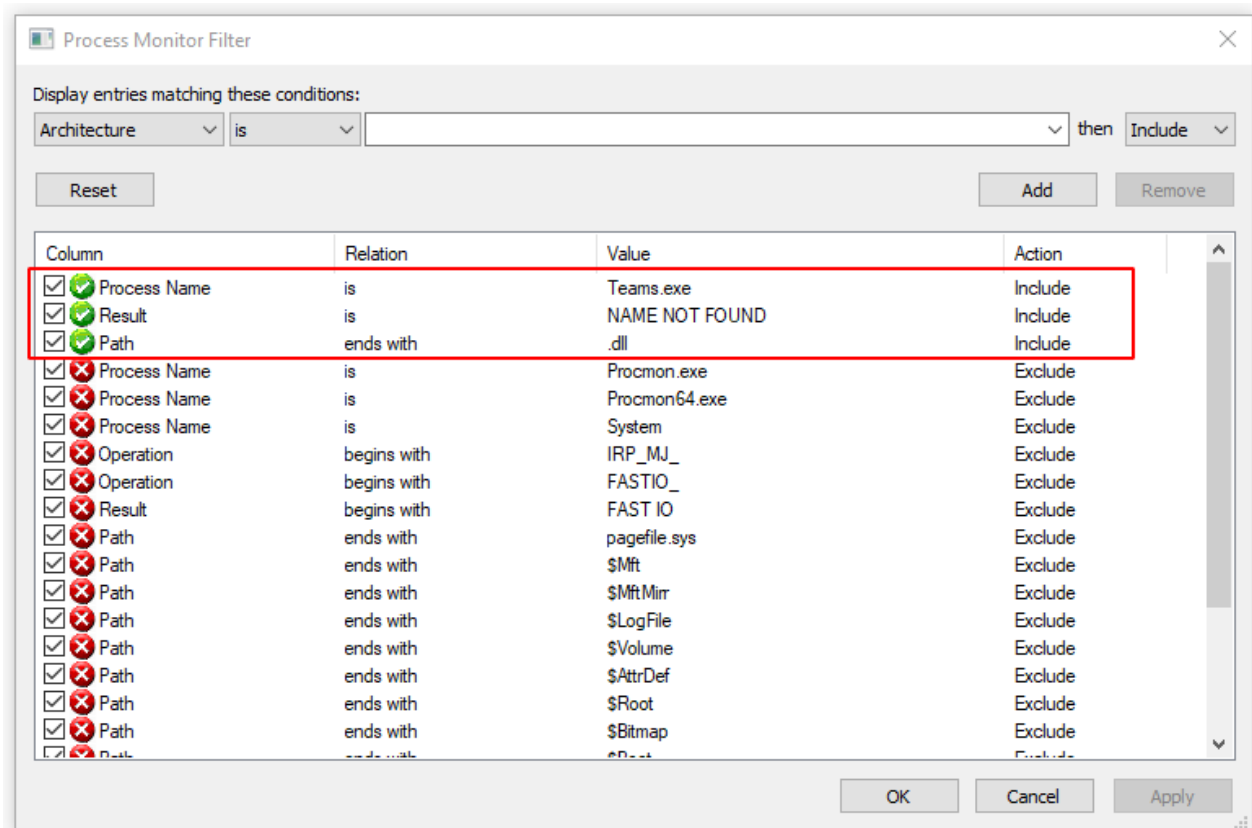 Process Monitor Filter
Display entries matching these conditions:
Architecture is then Include
Reset Add Remove
Column Relation Value Action
Process Name is Teams.exe Include
Result is NAME NOT FOUND Include
Path ends with .dll Include
Process Name is Procmon.exe Exclude
Process Name is Procmon64.exe Exclude
Process Name is System Exclude
Operation begins with IRP_MJ_ Exclude
Operation begins with FASTIO_ Exclude
Result begins with FAST IO Exclude
Path ends with pagefile.sys Exclude
Path ends with $Mft Exclude
Path ends with $MftMirr Exclude
Path ends with $LogFile Exclude
Path ends with $Volume Exclude
Path ends with $AttrDef Exclude
Path ends with $Root Exclude
Path ends with $Bitmap Exclude
OK Cancel Apply